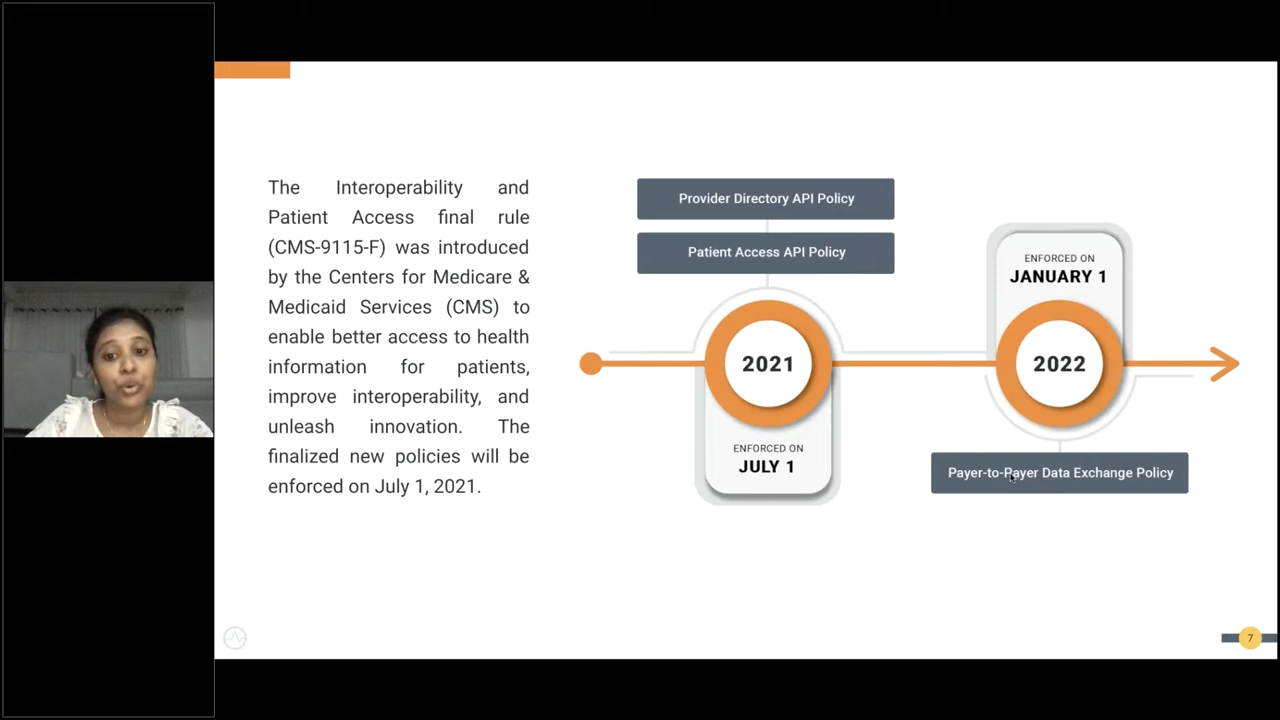 The Interoperability and
Patient Access final rule
(CMS-9115-F) was introduced
by the Centers for Medicare &
Medicaid Services (CMS) to
enable better access to health
information for patients,
improve interoperability, and
unleash innovation. The
finalized new policies will be
enforced on July 1, 2021.
Provider Directory API Policy
Patient Access API Policy
2021
ENFORCED ON
JULY 1
ENFORCED ON
JANUARY 1
2022
Payer-to-Payer Data Exchange Policy
7